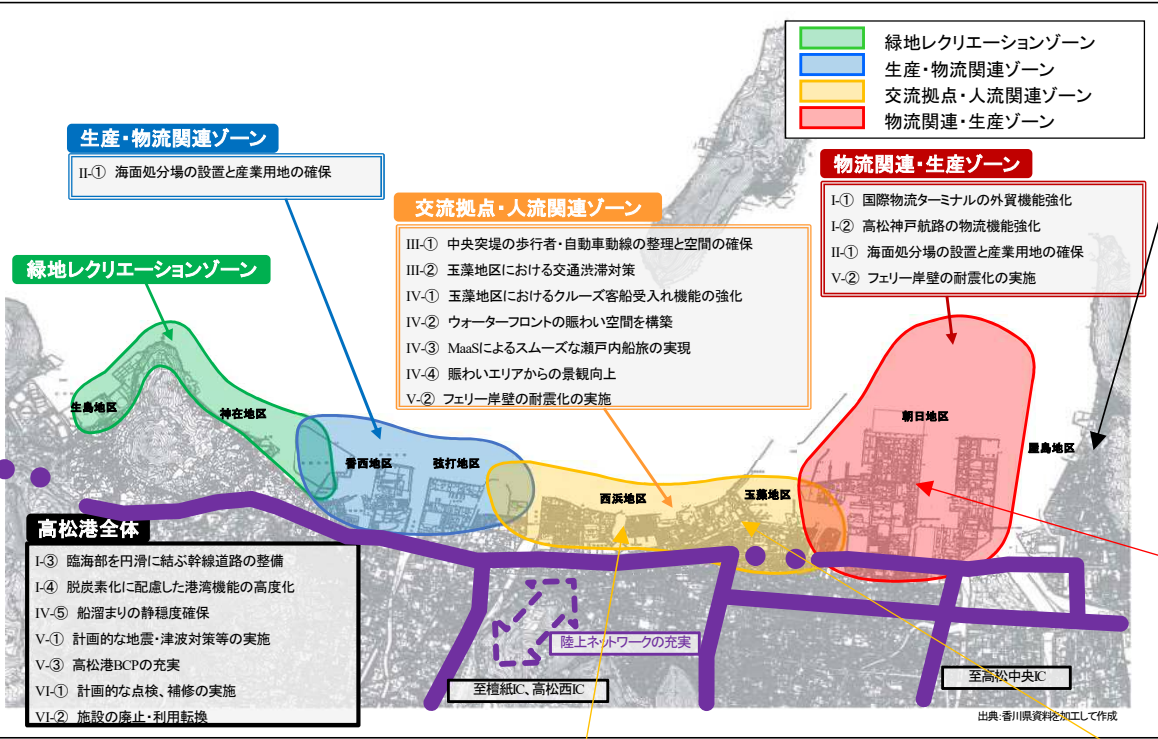 緑地レクリエーションゾーン
生産・物流関連ゾーン
交流拠点・人流関連ゾーン
物流関連・生産ゾーン
生産・物流関連ゾーン
II-① 海面処分場の設置と産業用地の確保
物流関連・生産ゾーン
I-① 国際物流ターミナルの外貿機能強化
I-② 高松神戸航路の物流機能強化
II-① 海面処分場の設置と産業用地の確保
V-② フェリー岸壁の耐震化の実施
交流拠点・人流関連ゾーン
III-① 中央突堤の歩行者・自動車動線の整理と空間の確保
III-② 玉藻地区における交通渋滞対策
IV-① 玉藻地区におけるクルーズ客船受入れ機能の強化
IV-② ウォーターフロントの賑わい空間を構築
IV-③ MaaSによるスムーズな瀬戸内船旅の実現
IV-④ 賑わいエリアからの景観向上
V-② フェリー岸壁の耐震化の実施
緑地レクリエーションゾーン
生島地区
神在地区
香西地区
弦打地区
西浜地区
玉藻地区
朝日地区
屋島地区
高松港全体
I-③ 臨海部を円滑に結ぶ幹線道路の整備
I-④ 脱炭素化に配慮した港湾機能の高度化
IV-⑤ 船溜まりの静穏度確保
V-① 計画的な地震・津波対策等の実施
V-③ 高松港BCPの充実
VI-① 計画的な点検、補修の実施
VI-② 施設の廃止・利用転換
陸上ネットワークの充実
至檀紙IC、高松西IC
至高松中央IC
出典:香川県資料を加工して作成